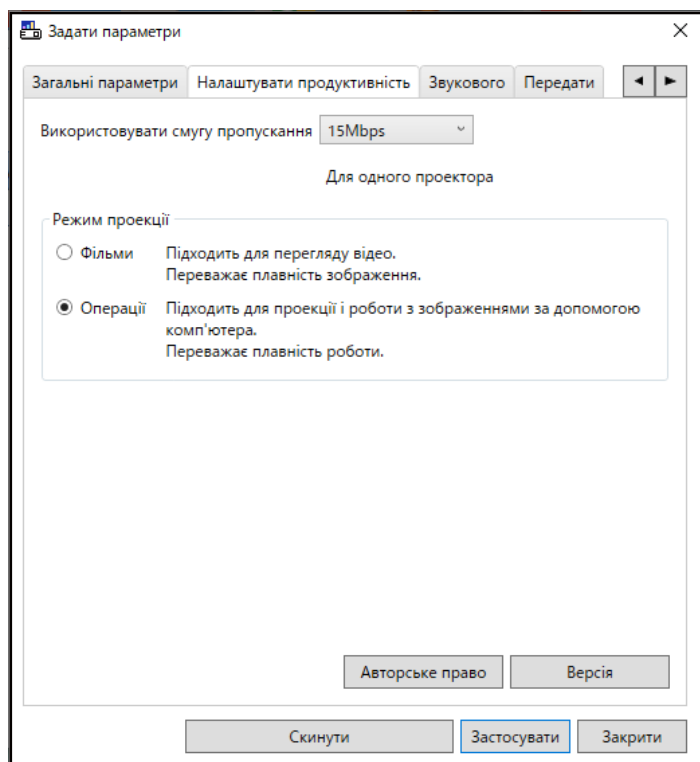 Задати параметри
Загальні параметри
Налаштувати продуктивність
Звукового
Передати
Використовувати смугу пропускання 15Mbps
Для одного проектора
Режим проекції
Фільми Підходить для перегляду відео.
Переважає плавність зображення.
Операції Підходить для проекції і роботи з зображеннями за допомогою
комп'ютера.
Переважає плавність роботи.
Авторське право
Версія
Скинути
Застосувати
Закрити